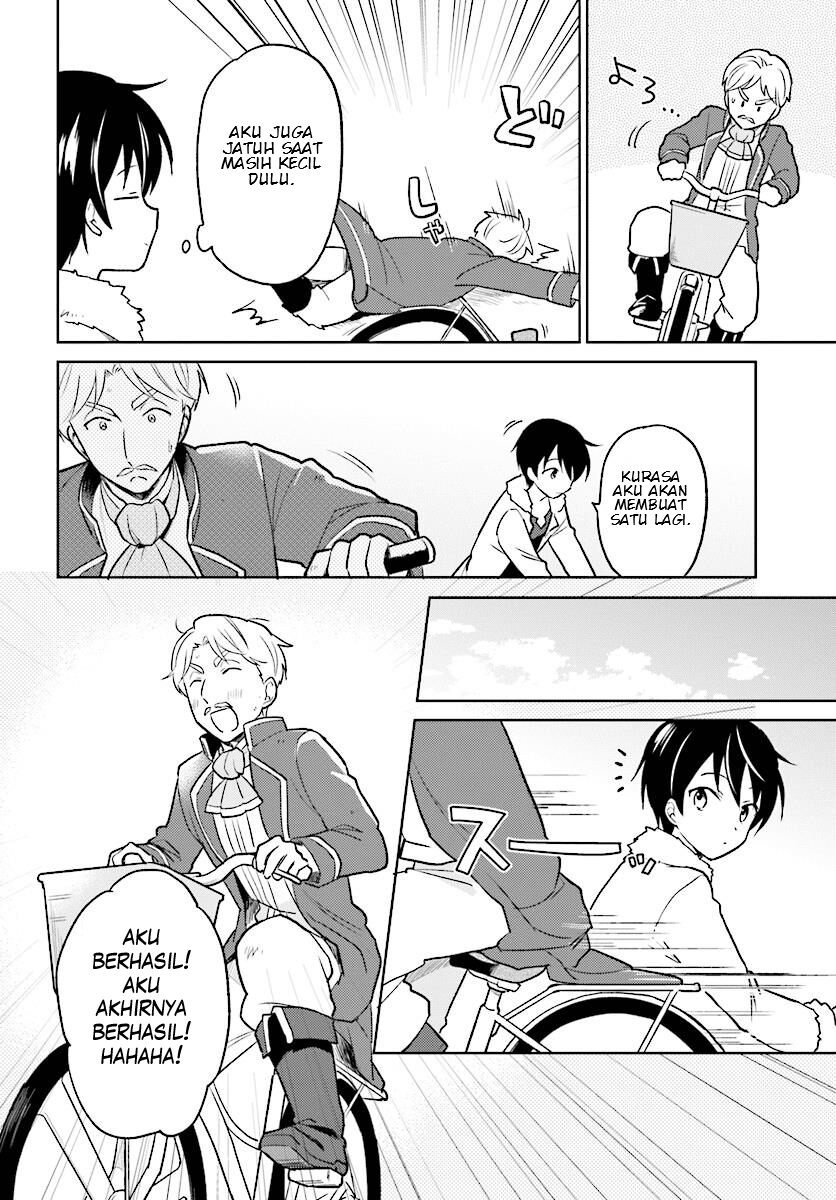 よろ…
どしゃ
AKU JUGA
JATUH SAAT
MASIH KECIL
DULU.
KURASA
AKU AKAN
MEMBUAT
SATU LAGI.
スー
AKU
BERHASIL!
AKU
AKHIRNYA
BERHASIL!
HAHAHA!